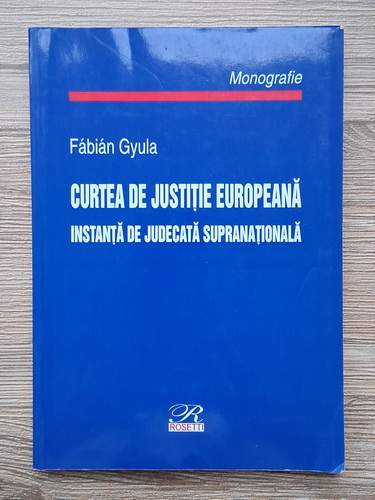 Monografie
Fábián Gyula
CURTEA DE JUSTIȚIE EUROPEANĂ
INSTANȚĂ DE JUDECATĂ SUPRANAȚIONALĂ
R
ROSETTI